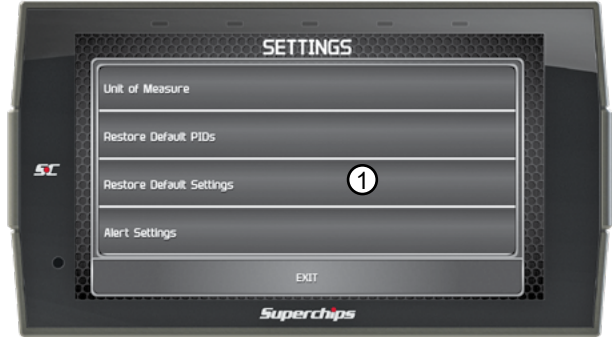 SETTINGS
Unit of Measure
Restore Default PIDs
SC
Restore Default Settings
1
Alert Settings
EXIT
Superchips